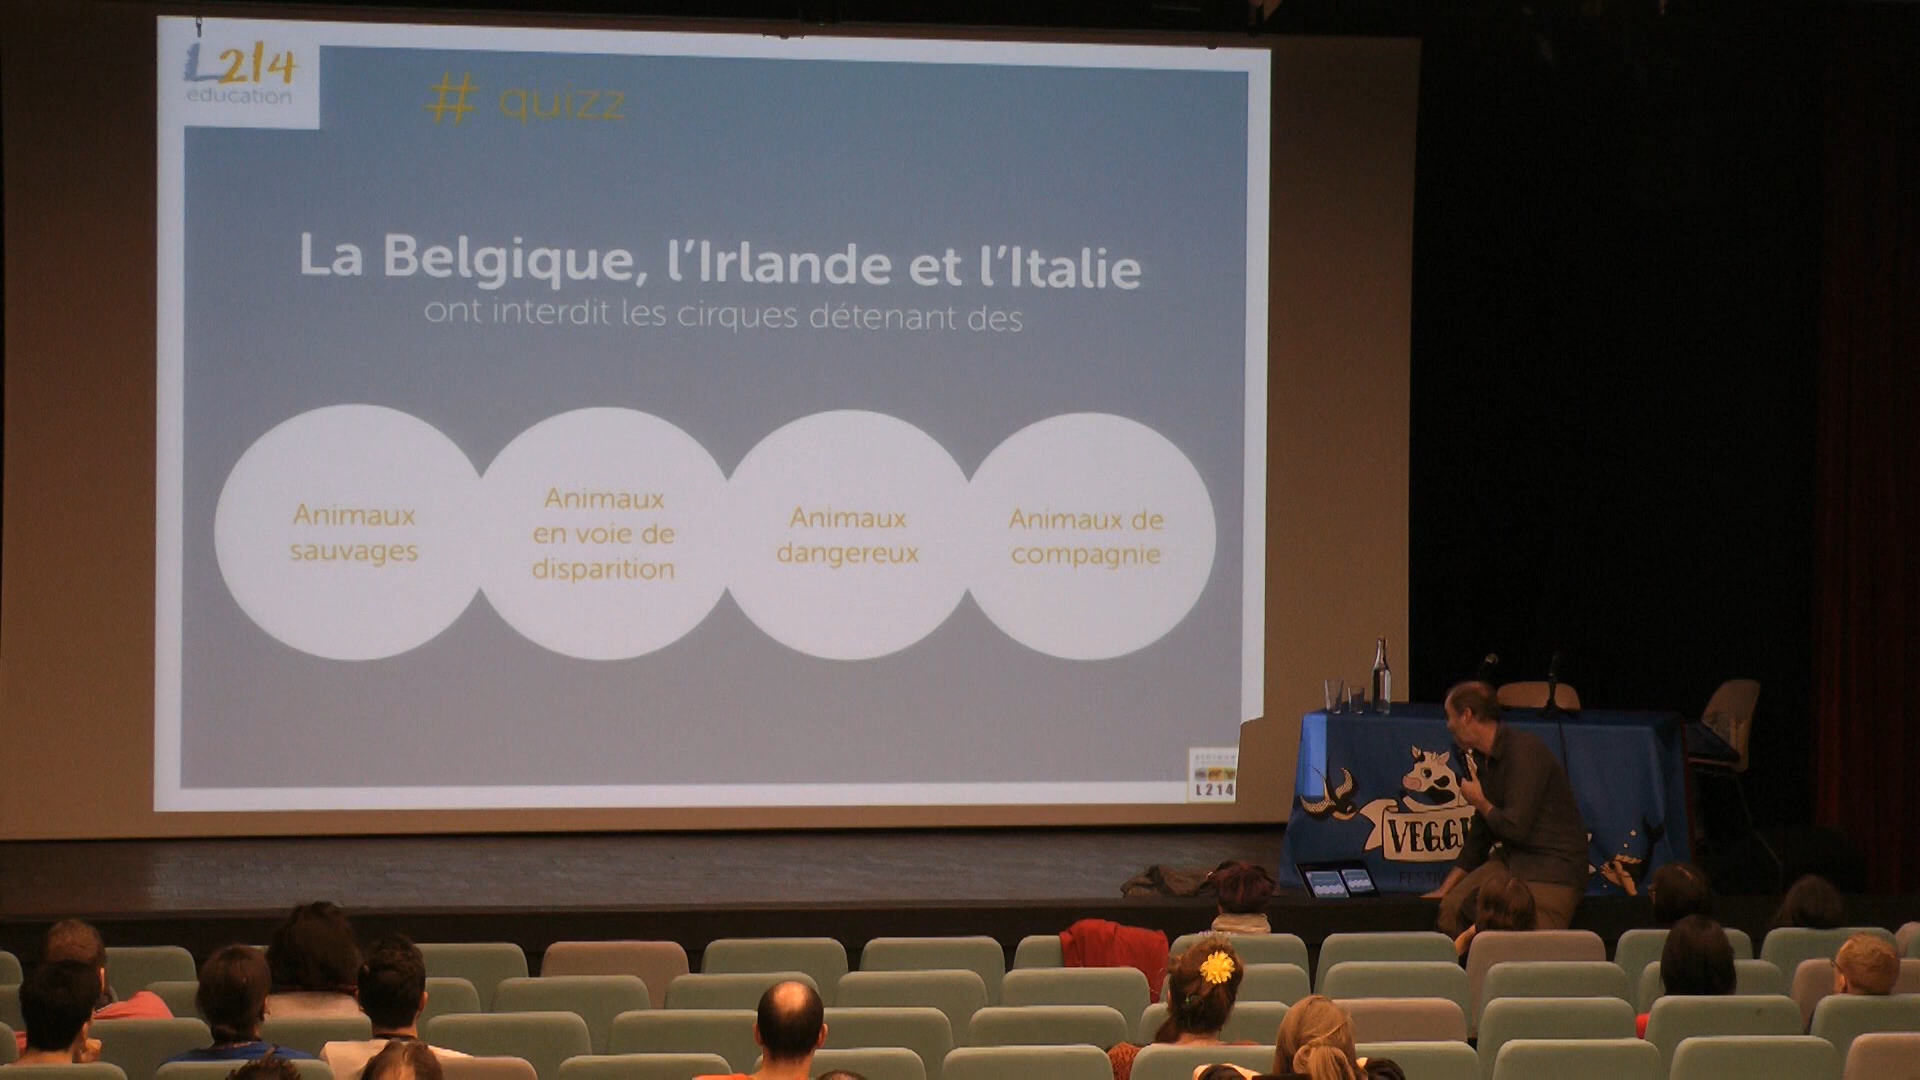 L214
education
# quizz
La Belgique, l'Irlande et l'Italie
ont interdit les cirques détenant des
Animaux
sauvages
Animaux
en voie de
disparition
Animaux
dangereux
Animaux de
compagnie
L214
VEGGI